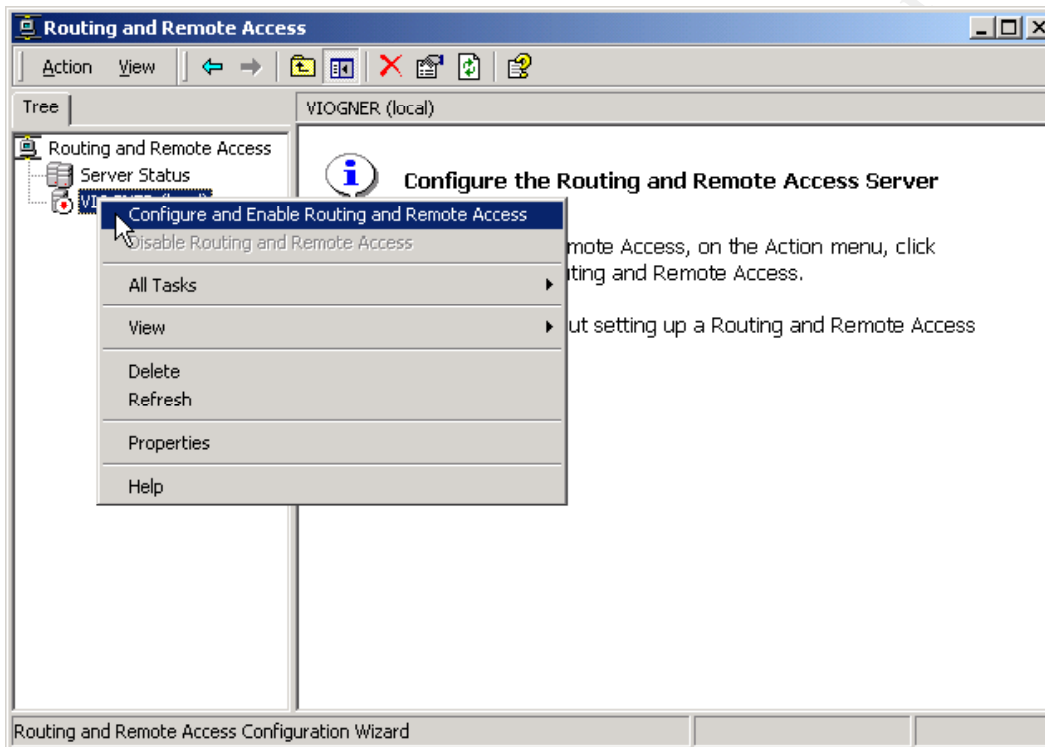 Routing and Remote Access
Action View
Tree
VIOGNER (local)
Routing and Remote Access
Server Status
Configure the Routing and Remote Access Server
Configure and Enable Routing and Remote Access
Disable Routing and Remote Access
mote Access, on the Action menu, click
uting and Remote Access.
All Tasks
View
ut setting up a Routing and Remote Access
Delete
Refresh
Properties
Help
Routing and Remote Access Configuration Wizard